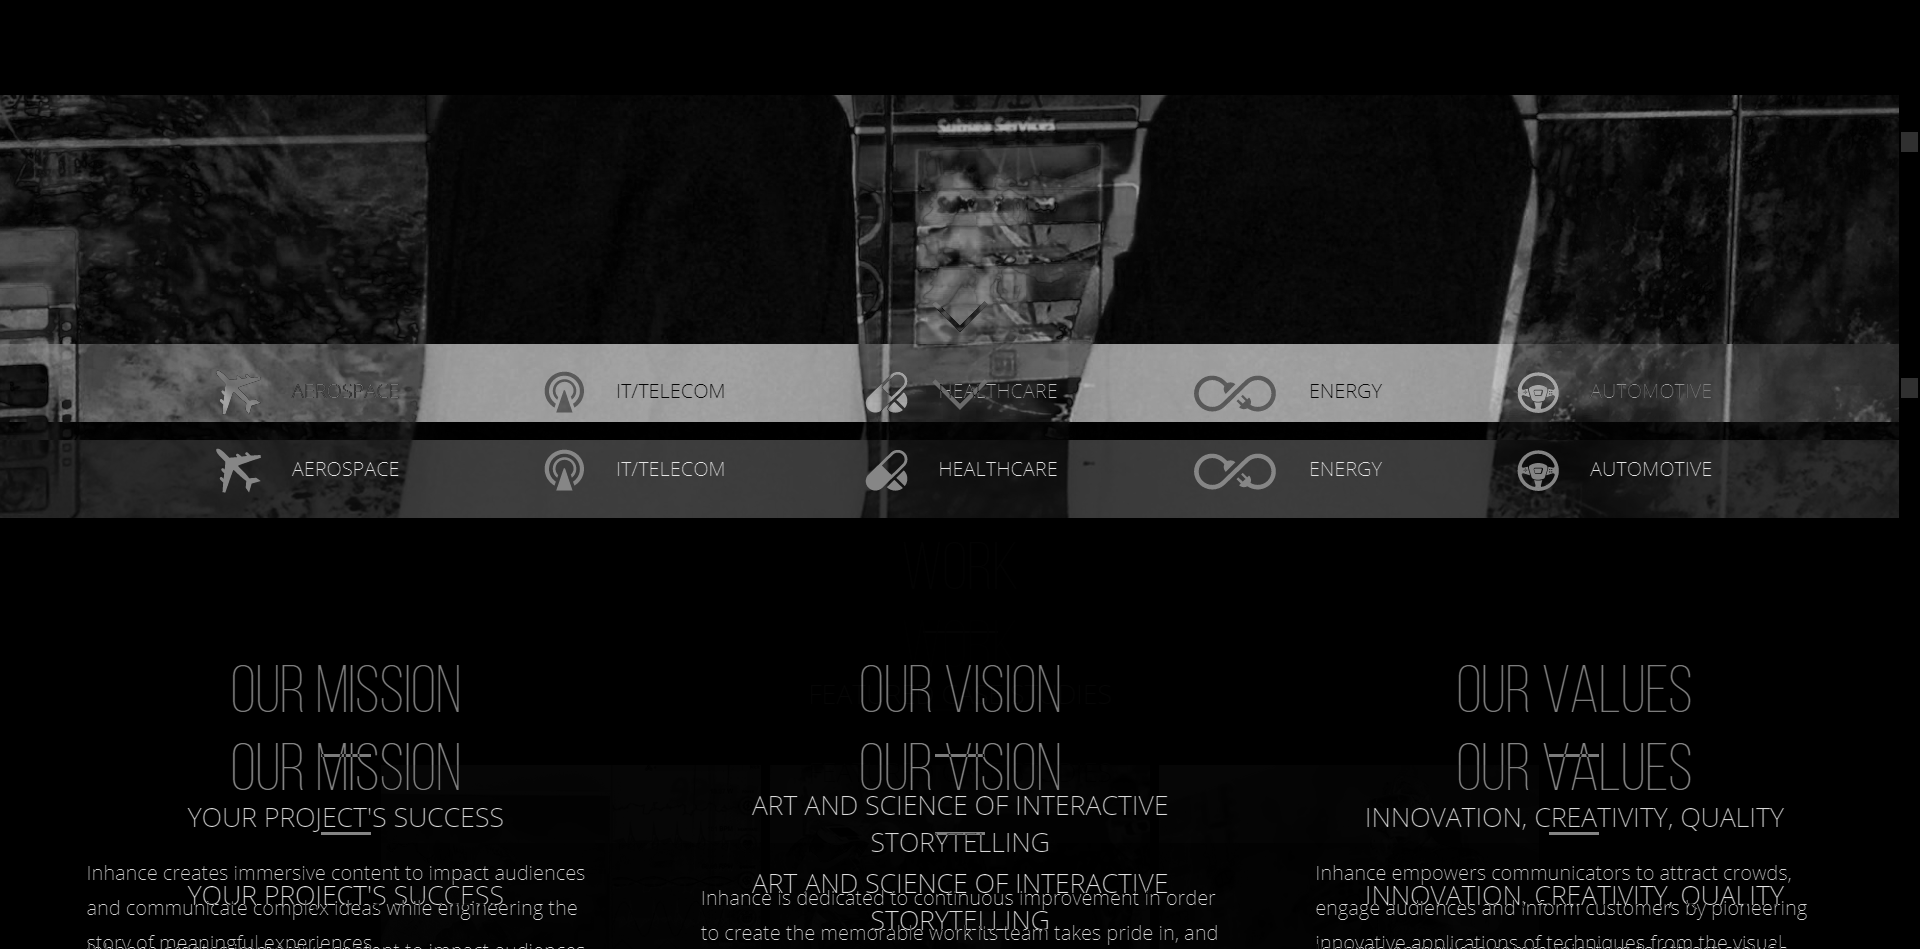 Subsea Services
AEROSPACE IT/TELECOM HEALTHCARE ENERGY AUTOMOTIVE
AEROSPACE IT/TELECOM HEALTHCARE ENERGY AUTOMOTIVE
WORK
OUR MISSION
OUR MISSION
YOUR PROJECT'S SUCCESS
Inhance creates immersive content to impact audiences
YOUR PROJECT'S SUCCESS
and communicate complex ideas while engineering the
story of meaningful experiences.
content to impact audiences
OUR VISION
OUR VISION
ART AND SCIENCE OF INTERACTIVE
STORYTELLING
ART AND SCIENCE OF INTERACTIVE
Inhance is dedicated to continuous improvement in order
STORYTELLING
to create the memorable work its team takes pride in, and
OUR VALUES
OUR VALUES
INNOVATION, CREATIVITY, QUALITY
Inhance empowers communicators to attract crowds,
INNOVATION, CREATIVITY, QUALITY
engage audiences and inform customers by pioneering
innovative applications of techniques from the visual